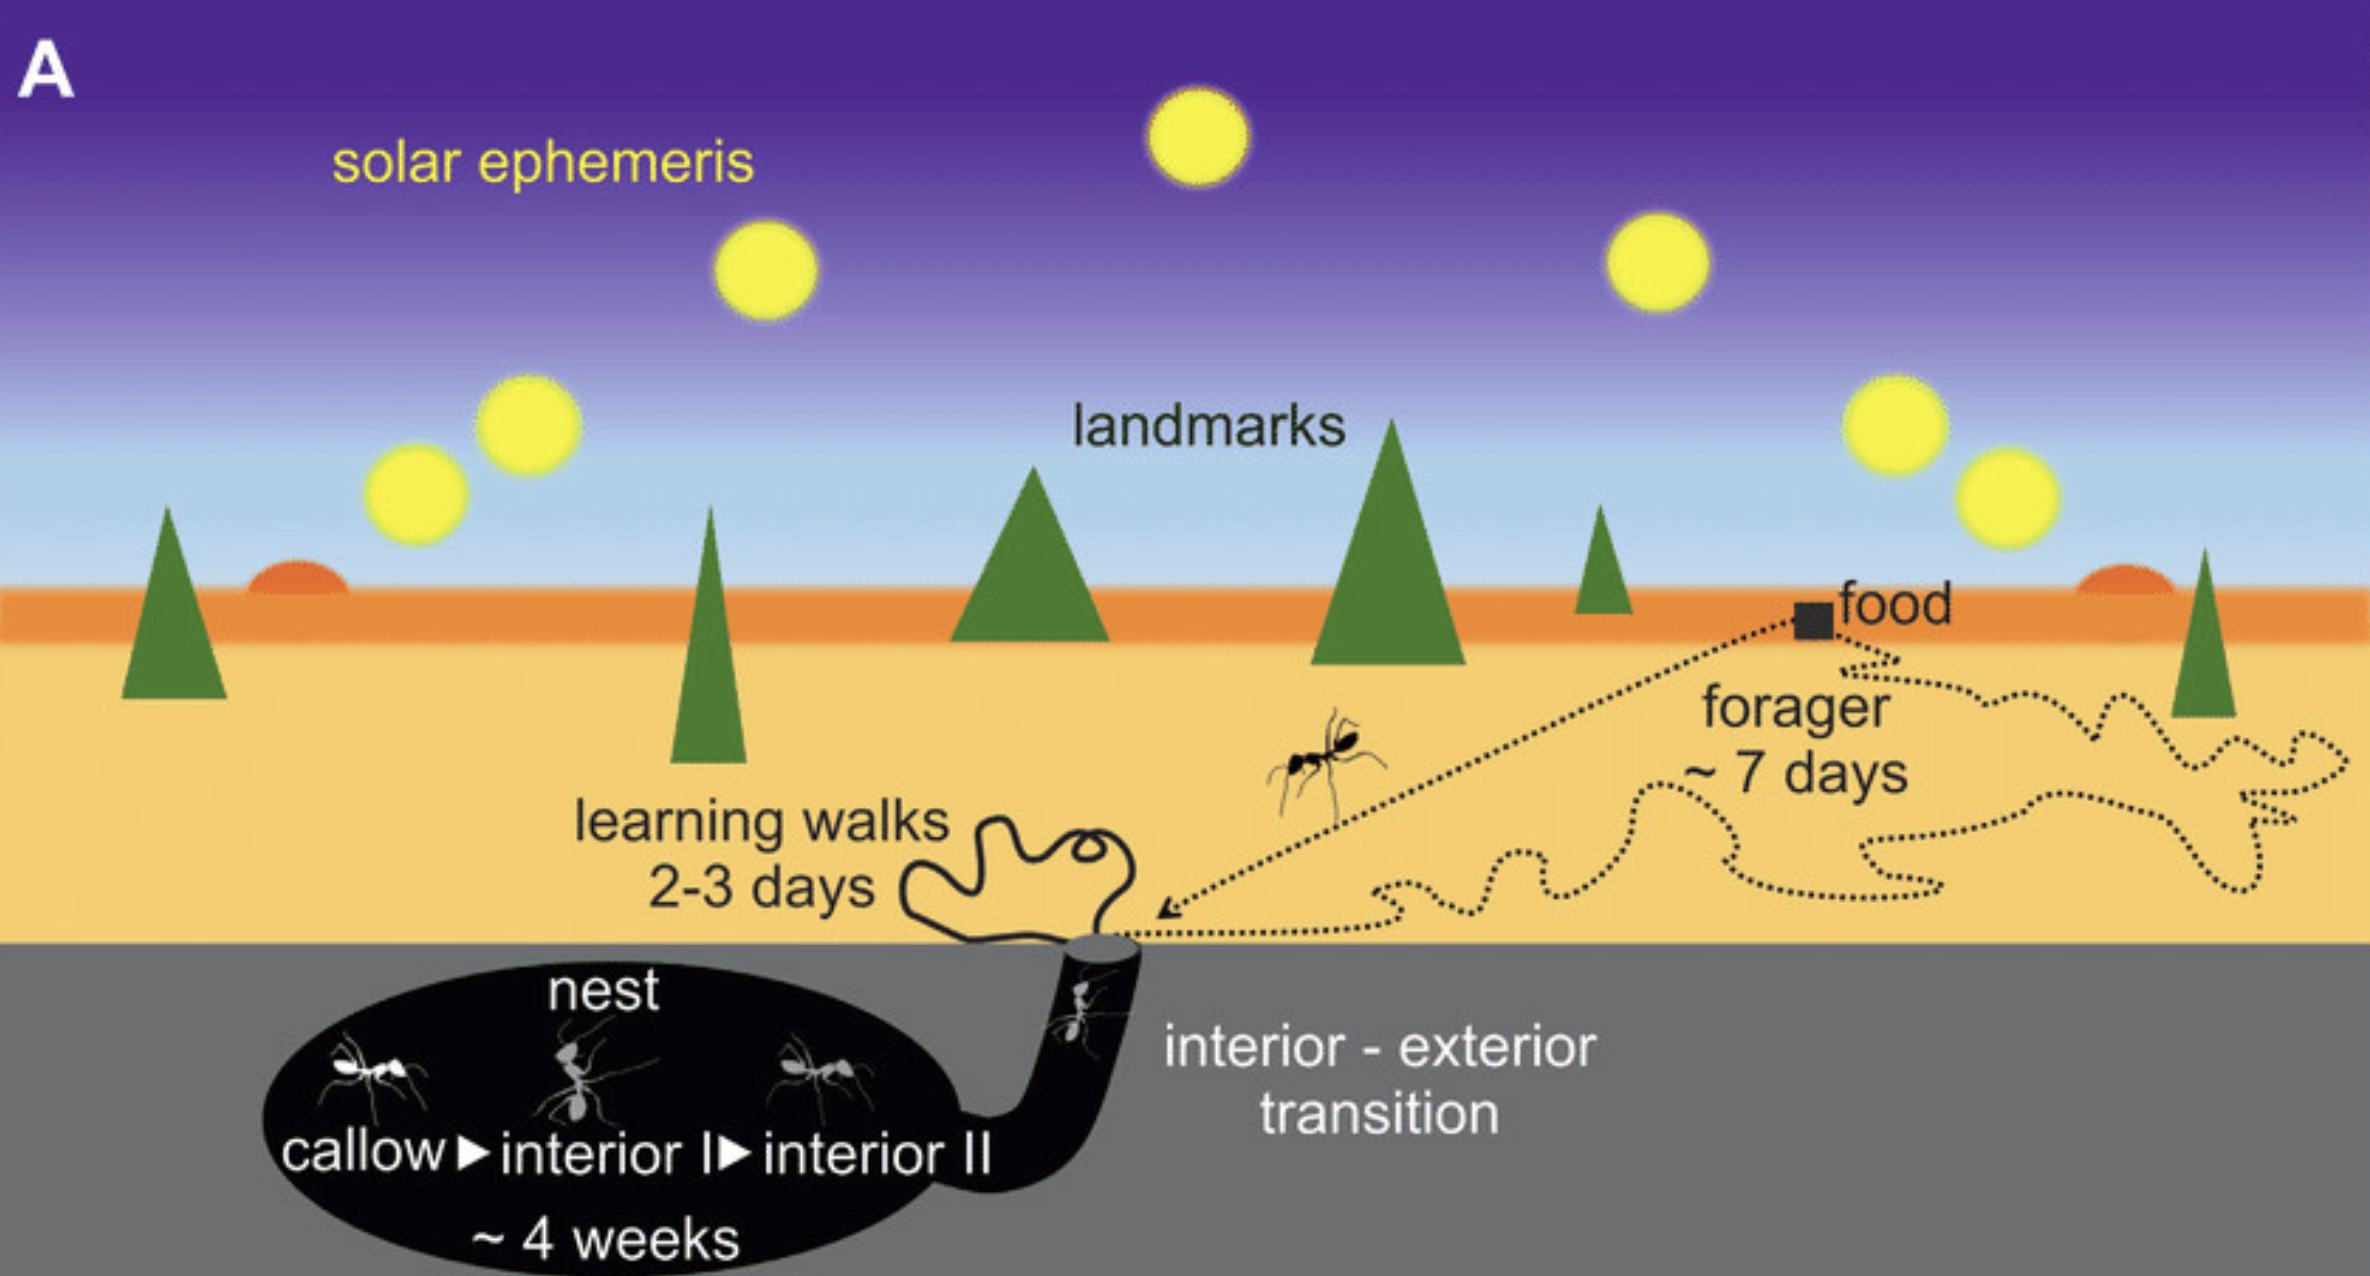 A
solar ephemeris
landmarks
food
forager
~ 7 days
learning walks
2-3 days
nest
interior - exterior
transition
callow▶interior I▶interior II
~ 4 weeks